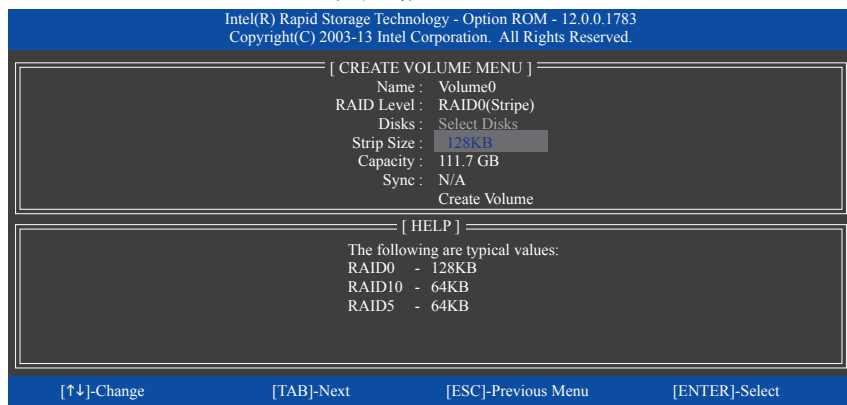 Intel(R) Rapid Storage Technology - Option ROM - 12.0.0.1783
Copyright(C) 2003-13 Intel Corporation. All Rights Reserved.
[ CREATE VOLUME MENU ]
Name : Volume0
RAID Level : RAID0(Stripe)
Disks : Select Disks
Strip Size : 128KB
Capacity : 111.7 GB
Sync : N/A
Create Volume
[ HELP ]
The following are typical values:
RAID0 - 128KB
RAID10 - 64KB
RAID5 - 64KB
[↑↓]-Change [TAB]-Next [ESC]-Previous Menu [ENTER]-Select